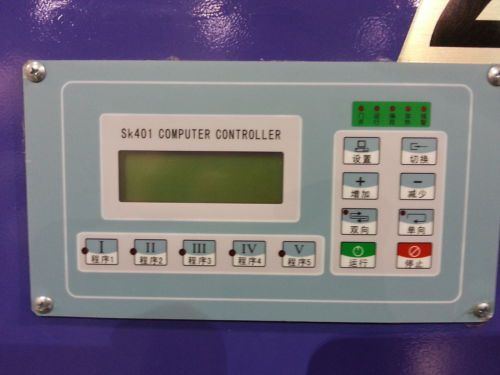 Sk401 COMPUTER CONTROLLER
设置
切换
+
增加
−
减少
双向
单向
运行
停止
I
程序1
II
程序2
III
程序3
IV
程序4
V
程序5